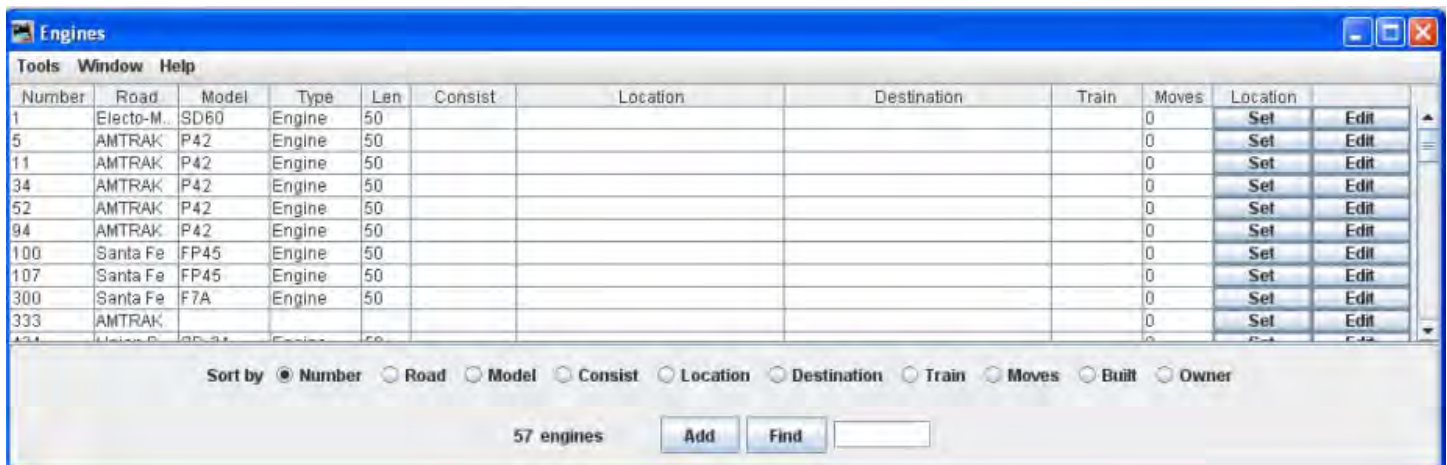 Engines
Tools Window Help
Number Road Model Type Len Consist Location Destination Train Moves Location
1 Electo-M.. SD60 Engine 50 0 Set Edit
5 AMTRAK P42 Engine 50 0 Set Edit
11 AMTRAK P42 Engine 50 0 Set Edit
34 AMTRAK P42 Engine 50 0 Set Edit
52 AMTRAK P42 Engine 50 0 Set Edit
94 AMTRAK P42 Engine 50 0 Set Edit
100 Santa Fe FP45 Engine 50 0 Set Edit
107 Santa Fe FP45 Engine 50 0 Set Edit
300 Santa Fe F7A Engine 50 0 Set Edit
333 AMTRAK 0 Set Edit
Sort by Number Road Model Consist Location Destination Train Moves Built Owner
57 engines Add Find